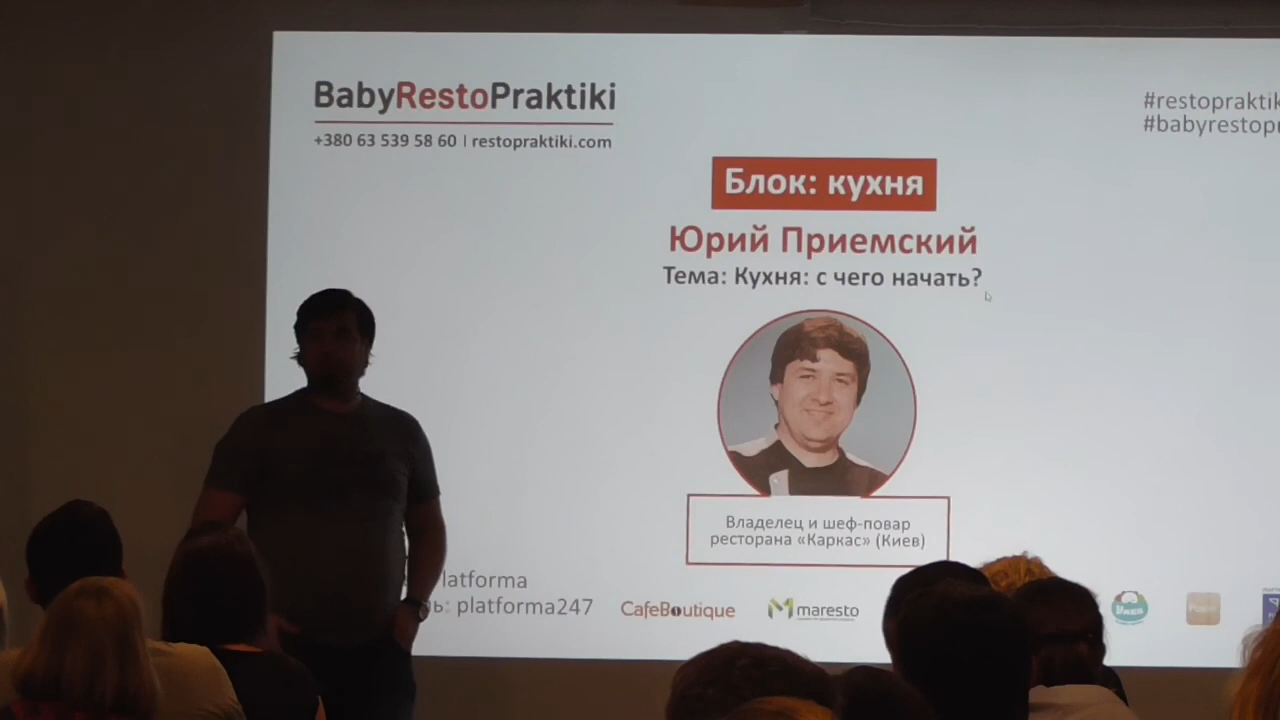 BabyRestoPraktiki
+380 63 539 58 60 | restopraktiki.com
#restopraktik
#babyrestopr
Блок: кухня
Юрий Приемский
Тема: Кухня: с чего начать?
Владелец и шеф-повар
ресторана «Каркас» (Киев)
latforma
ь: platforma247
CafeBoutique
maresto